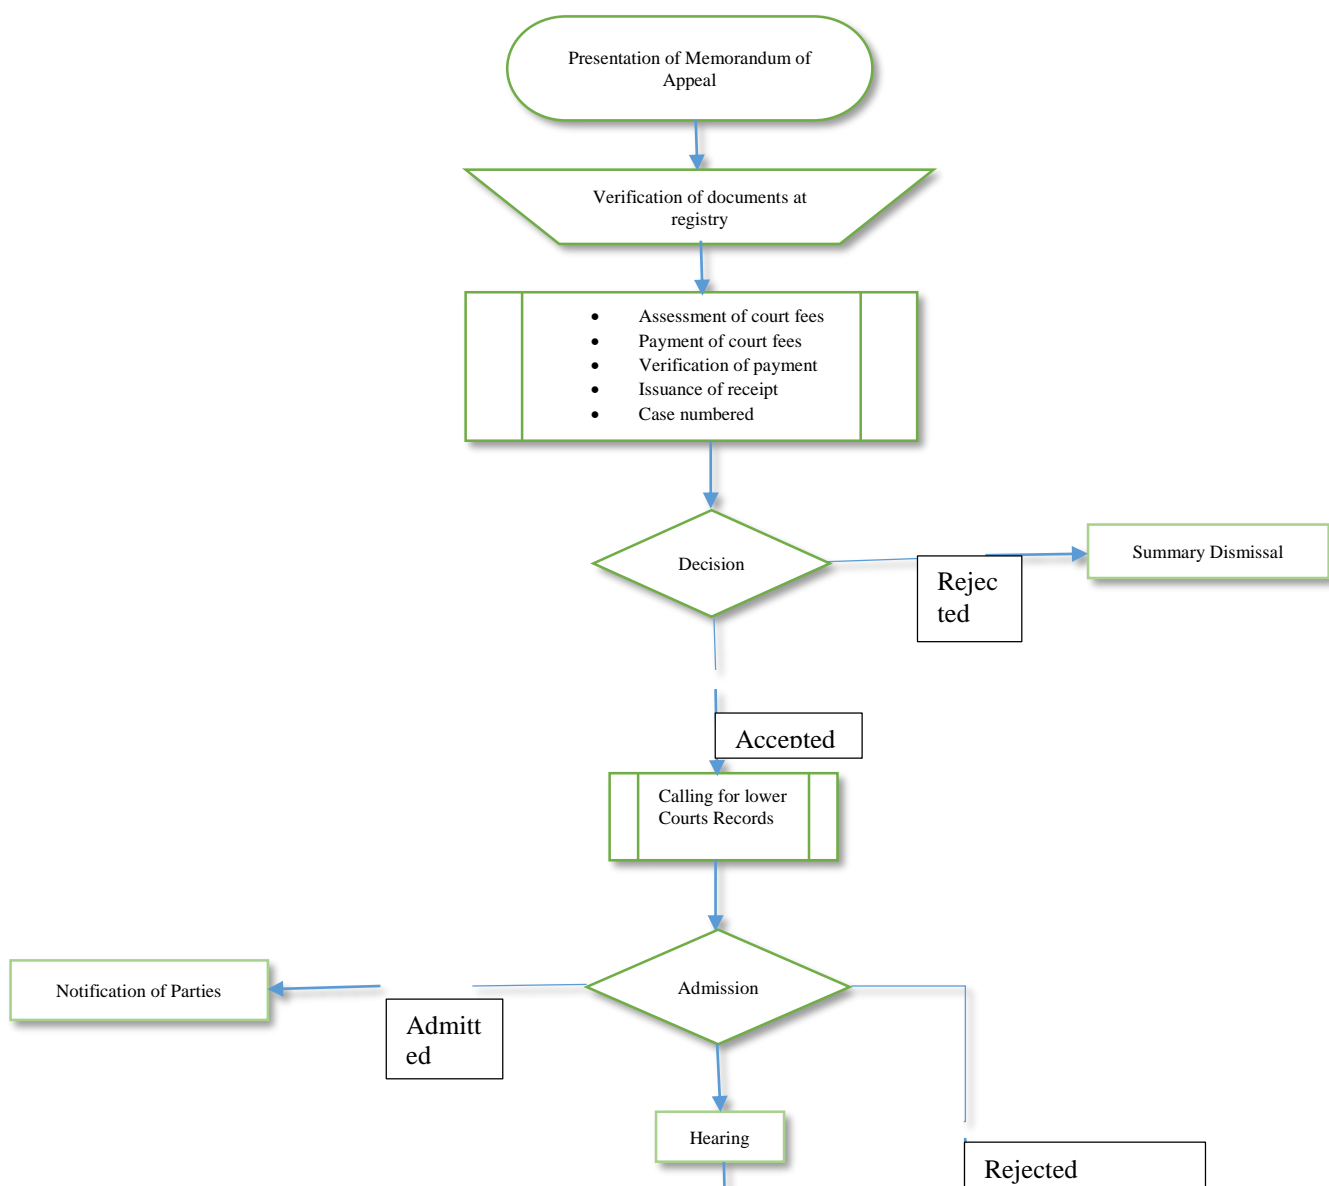 Presentation of Memorandum of
Appeal
Verification of documents at
registry
• Assessment of court fees
• Payment of court fees
• Verification of payment
• Issuance of receipt
• Case numbered
Decision
Summary Dismissal
Rejec
ted
Accepted
Calling for lower
Courts Records
Notification of Parties
Admission
Admitt
ed
Hearing
Rejected